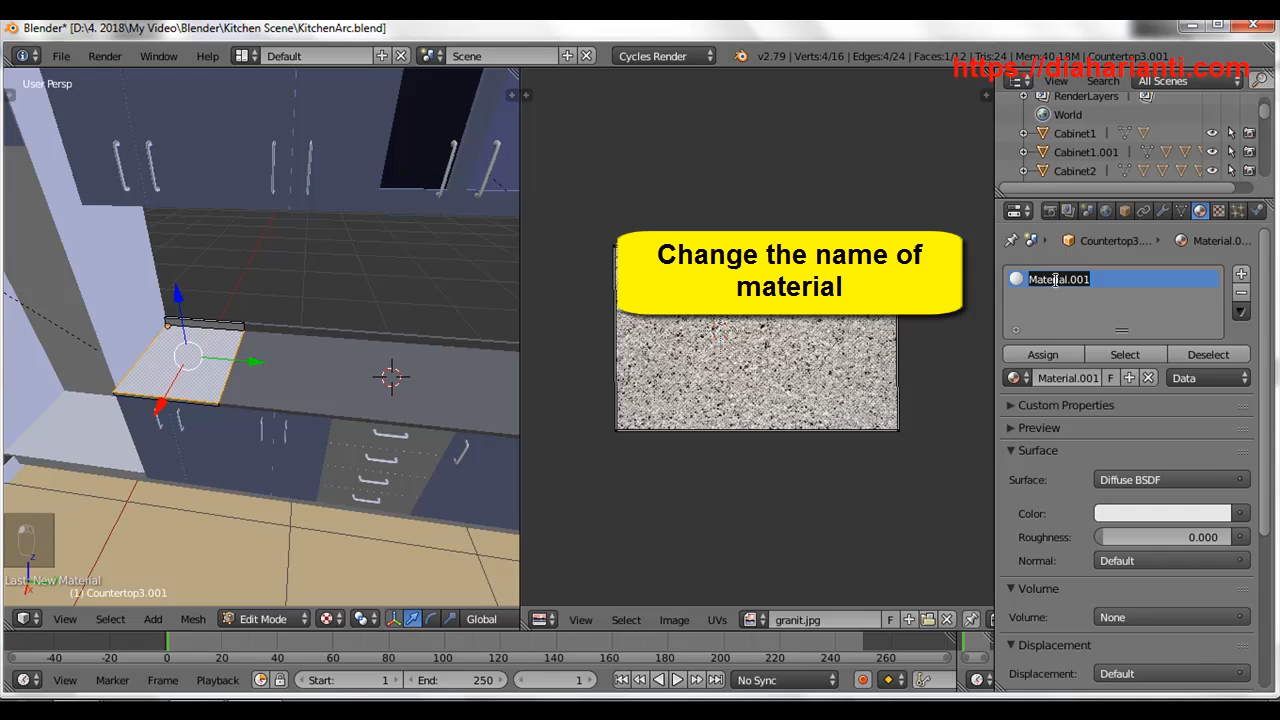 Blender* [D:\4. 2018\My Video\Blender\Kitchen Scene\KitchenArc.blend]
File Render Window Help Default Scene Cycles Render v2.79 | Verts:4/16 | Edges:4/24 | Faces:1/12 | Tris:24 | Mem:40.18M | Countertop3.001
https://diaharianti.com
User Persp
View Search All Scenes
RenderLayers
World
Cabinet1
Cabinet1.001
Cabinet2
Countertop3.... Material.0...
Change the name of
material
Material.001
Assign Select Deselect
Material.001 F Data
Custom Properties
Preview
Surface
Surface: Diffuse BSDF
Color:
Roughness: 0.000
Normal: Default
Volume
Volume: None
Displacement
Displacement: Default
z
x
Last: New Material
(1) Countertop3.001
View Select Add Mesh Edit Mode Global
View Select Image UVs granit.jpg F
-40 -20 0 20 40 60 80 100 120 140 160 180 200 220 240 260
View Marker Frame Playback Start: 1 End: 250 1 No Sync